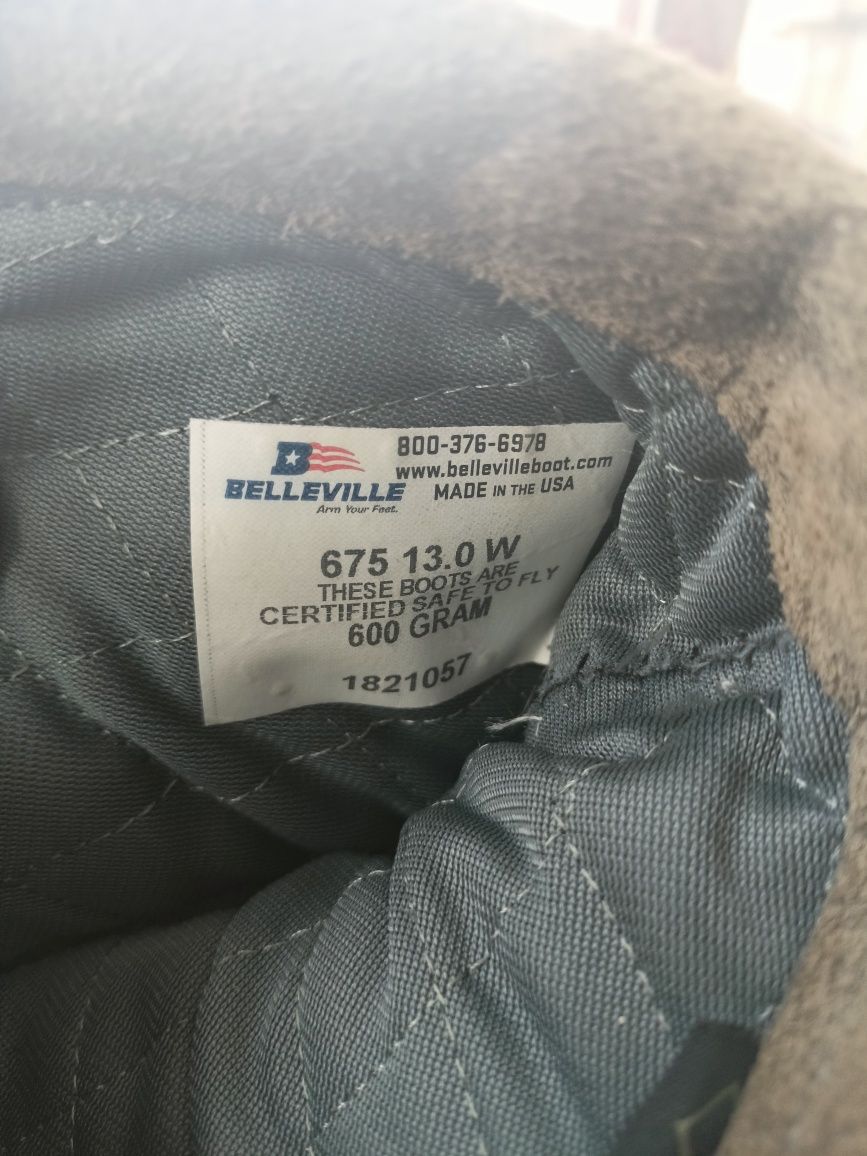 800-376-6978
www.bellevilleboot.com
BELLEVILLE MADE IN THE USA
Arm Your Feet.
675 13.0 W
THESE BOOTS ARE
CERTIFIED SAFE TO FLY
600 GRAM
1821057